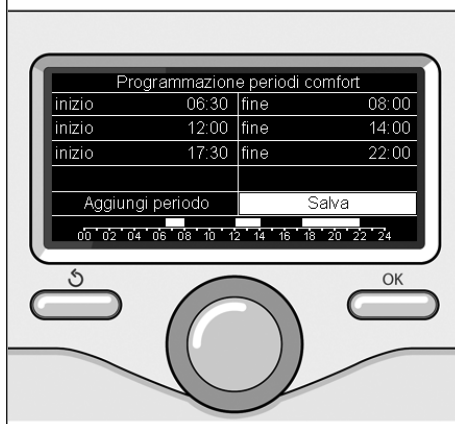 Programmazione periodi comfort
inizio 06:30 fine 08:00
inizio 12:00 fine 14:00
inizio 17:30 fine 22:00
Aggiungi periodo Salva
00 02 04 06 08 10 12 14 16 18 20 22 24
OK